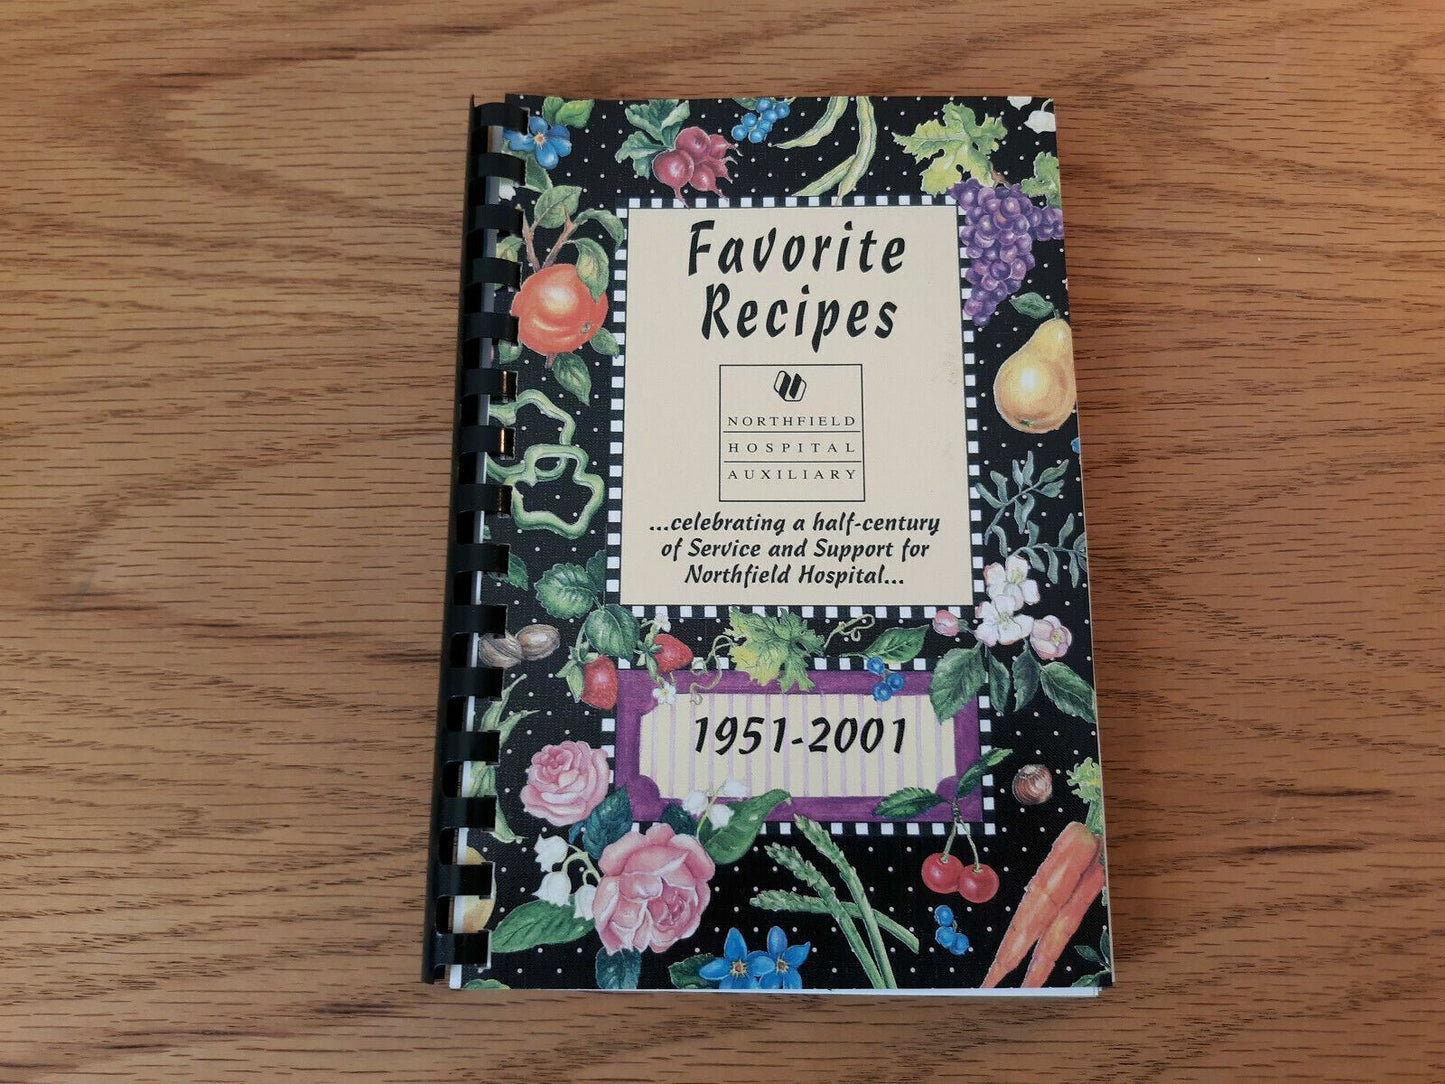 Favorite
Recipes
NORTHFIELD
HOSPITAL
AUXILIARY
...celebrating a half-century
of Service and Support for
Northfield Hospital...
1951-2001